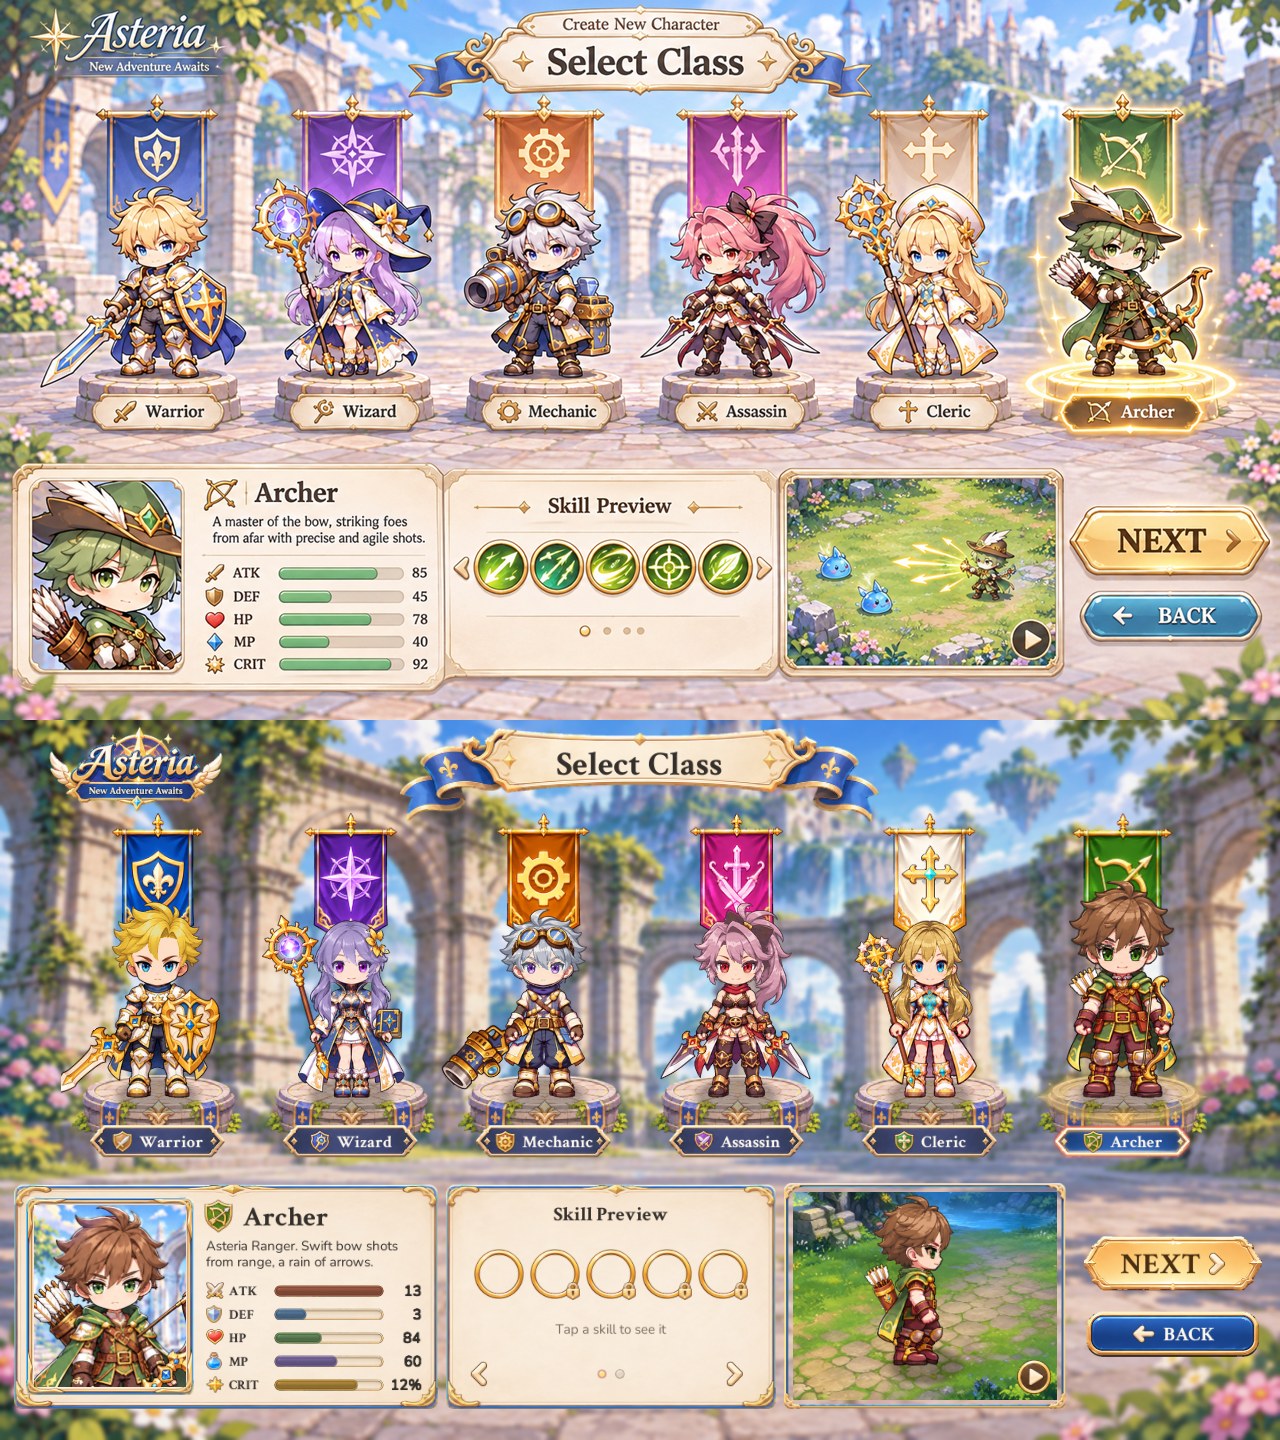 Asteria
New Adventure Awaits
Create New Character
Select Class
Warrior
Wizard
Mechanic
Assassin
Cleric
Archer
Archer
A master of the bow, striking foes
from afar with precise and agile shots.
ATK 85
DEF 45
HP 78
MP 40
CRIT 92
Skill Preview
NEXT
BACK
Asteria
New Adventure Awaits
Select Class
Warrior
Wizard
Mechanic
Assassin
Cleric
Archer
Archer
Asteria Ranger. Swift bow shots
from range, a rain of arrows.
ATK 13
DEF 3
HP 84
MP 60
CRIT 12%
Skill Preview
Tap a skill to see it
NEXT
BACK